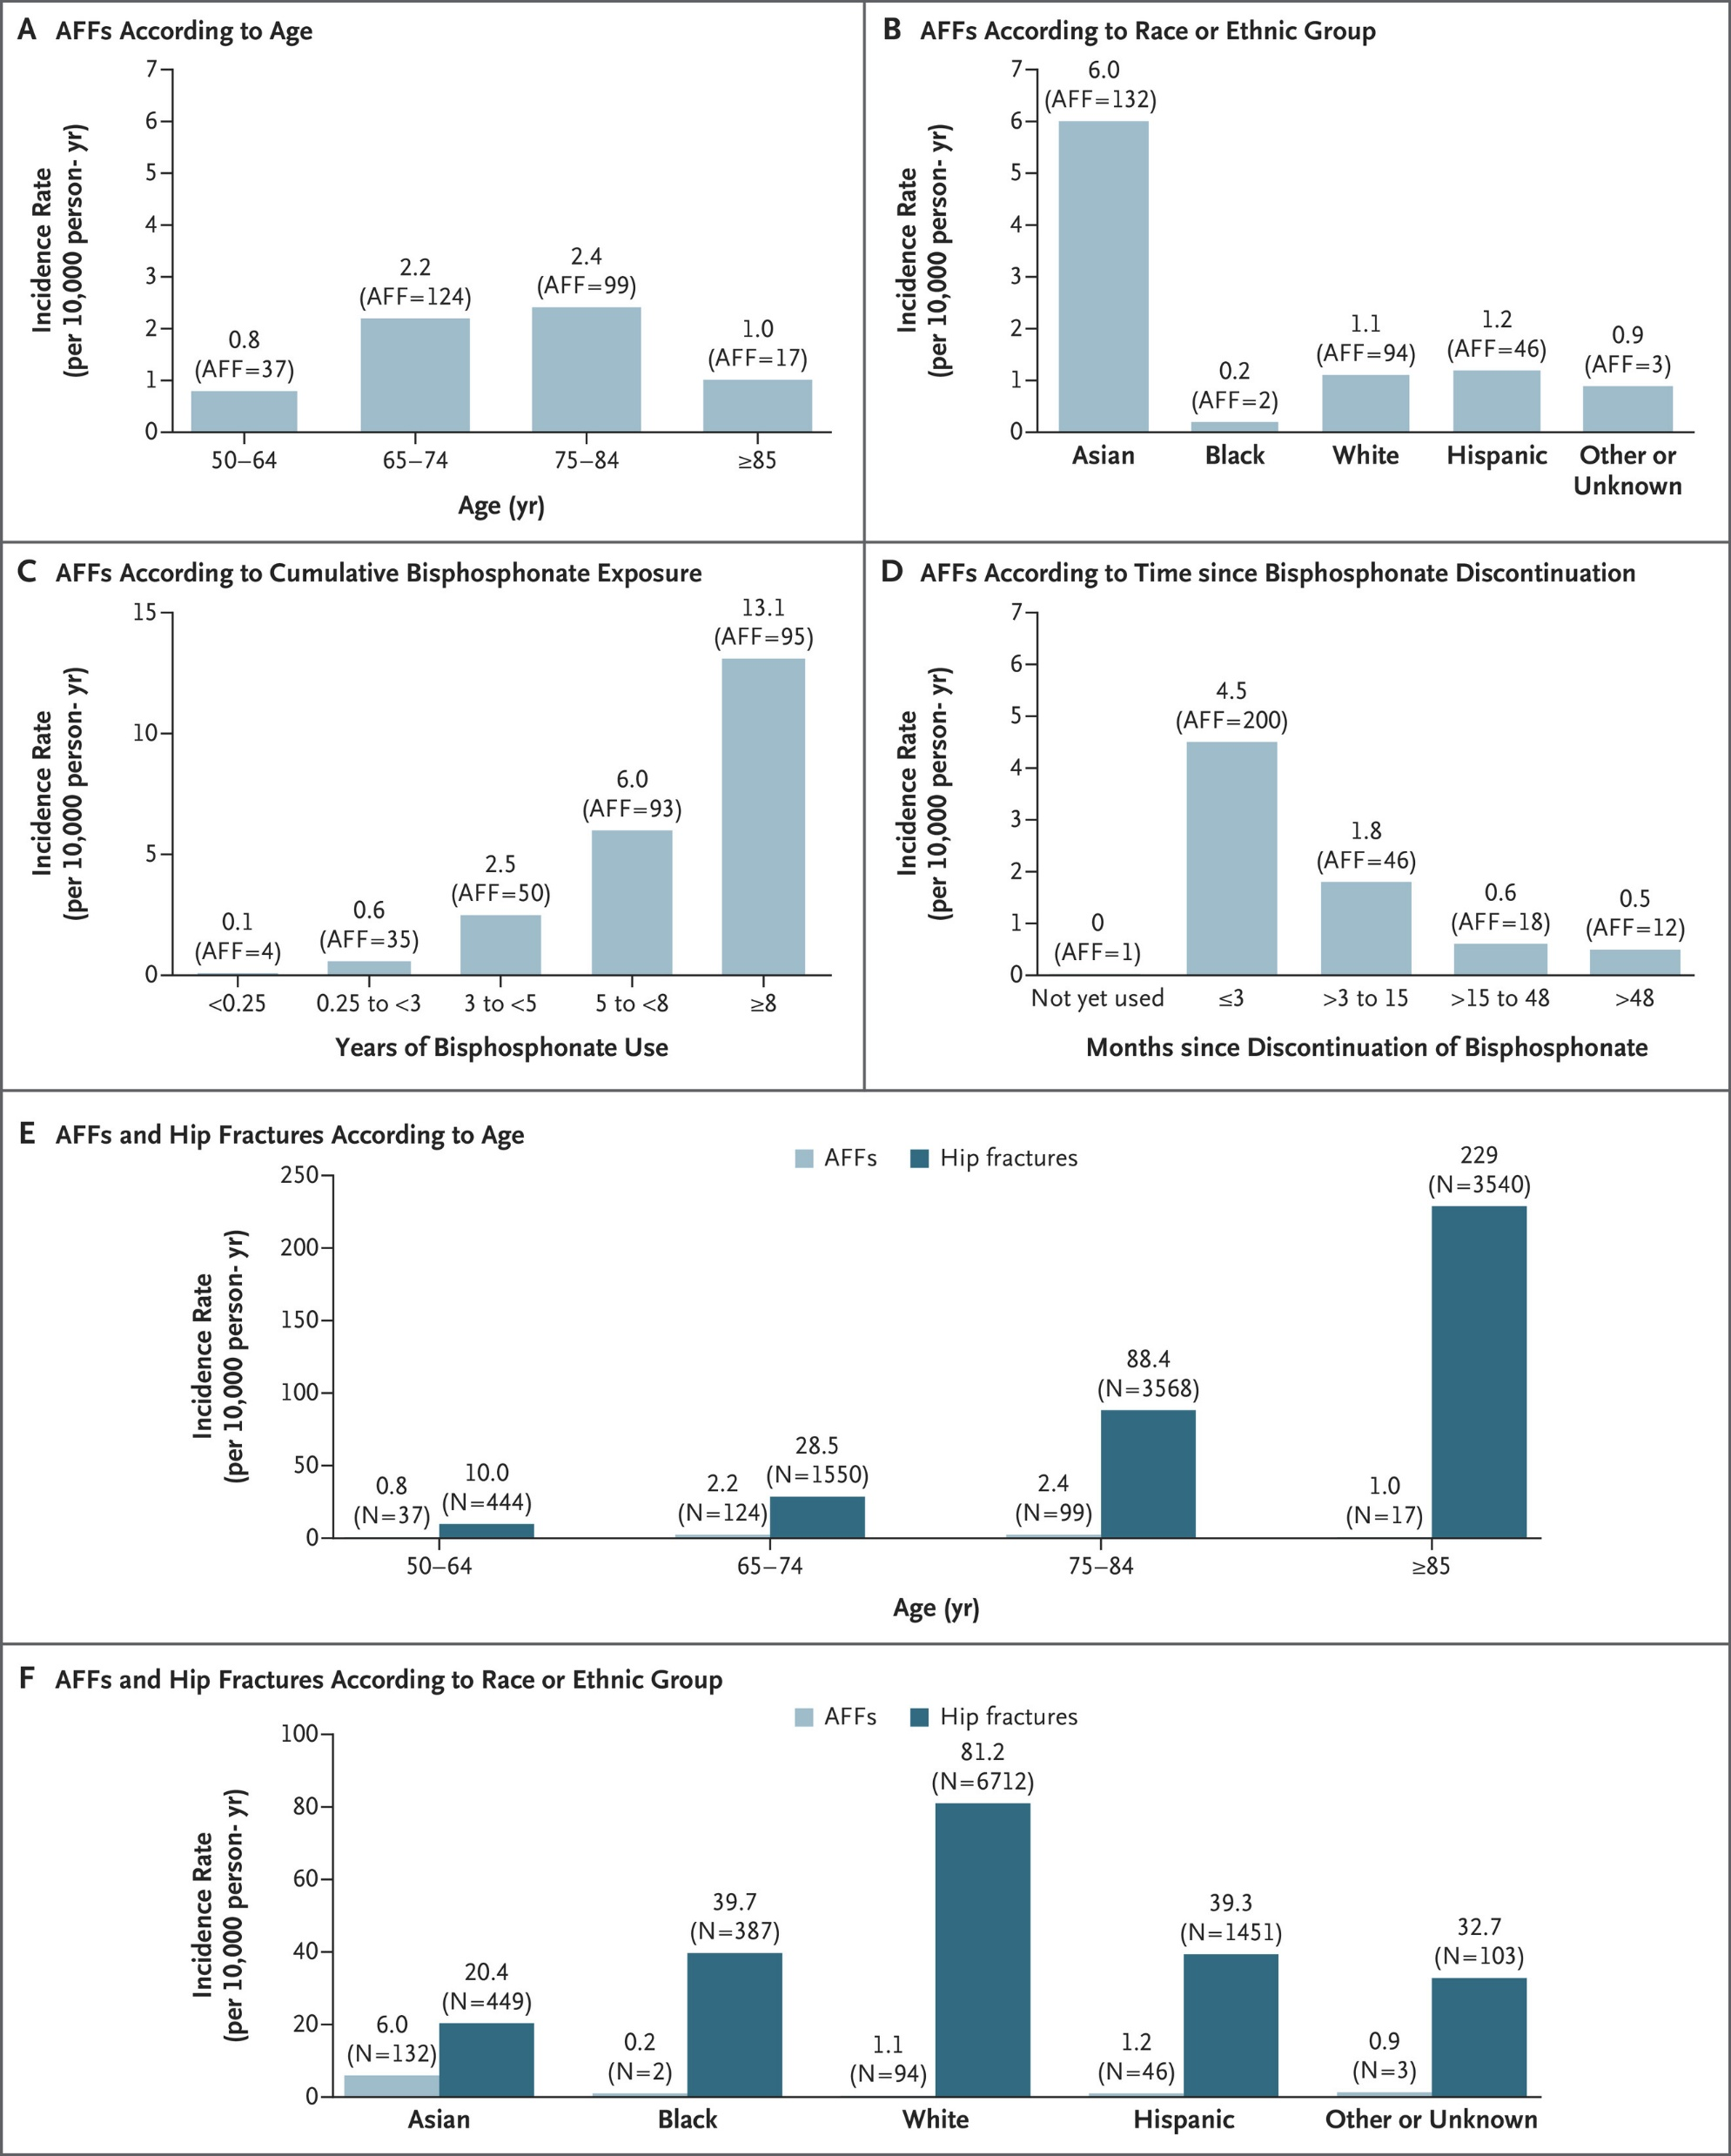 A AFFs According to Age
Incidence Rate
(per 10,000 person- yr)
7
6
5
4
3
2
1
0
0.8
(AFF=37)
2.2
(AFF=124)
2.4
(AFF=99)
1.0
(AFF=17)
50–64
65–74
75–84
≥85
Age (yr)
B AFFs According to Race or Ethnic Group
Incidence Rate
(per 10,000 person- yr)
7
6
5
4
3
2
1
0
6.0
(AFF=132)
0.2
(AFF=2)
1.1
(AFF=94)
1.2
(AFF=46)
0.9
(AFF=3)
Asian
Black
White
Hispanic
Other or
Unknown
C AFFs According to Cumulative Bisphosphonate Exposure
Incidence Rate
(per 10,000 person- yr)
15
10
5
0
0.1
(AFF=4)
0.6
(AFF=35)
2.5
(AFF=50)
6.0
(AFF=93)
13.1
(AFF=95)
<0.25
0.25 to <3
3 to <5
5 to <8
≥8
Years of Bisphosphonate Use
D AFFs According to Time since Bisphosphonate Discontinuation
Incidence Rate
(per 10,000 person- yr)
7
6
5
4
3
2
1
0
0
(AFF=1)
4.5
(AFF=200)
1.8
(AFF=46)
0.6
(AFF=18)
0.5
(AFF=12)
Not yet used
≤3
>3 to 15
>15 to 48
>48
Months since Discontinuation of Bisphosphonate
E AFFs and Hip Fractures According to Age
AFFs
Hip fractures
Incidence Rate
(per 10,000 person- yr)
250
200
150
100
50
0
0.8
(N=37)
10.0
(N=444)
2.2
(N=124)
28.5
(N=1550)
2.4
(N=99)
88.4
(N=3568)
1.0
(N=17)
229
(N=3540)
50–64
65–74
75–84
≥85
Age (yr)
F AFFs and Hip Fractures According to Race or Ethnic Group
AFFs
Hip fractures
Incidence Rate
(per 10,000 person- yr)
100
80
60
40
20
0
6.0
(N=132)
20.4
(N=449)
0.2
(N=2)
39.7
(N=387)
1.1
(N=94)
81.2
(N=6712)
1.2
(N=46)
39.3
(N=1451)
0.9
(N=3)
32.7
(N=103)
Asian
Black
White
Hispanic
Other or Unknown